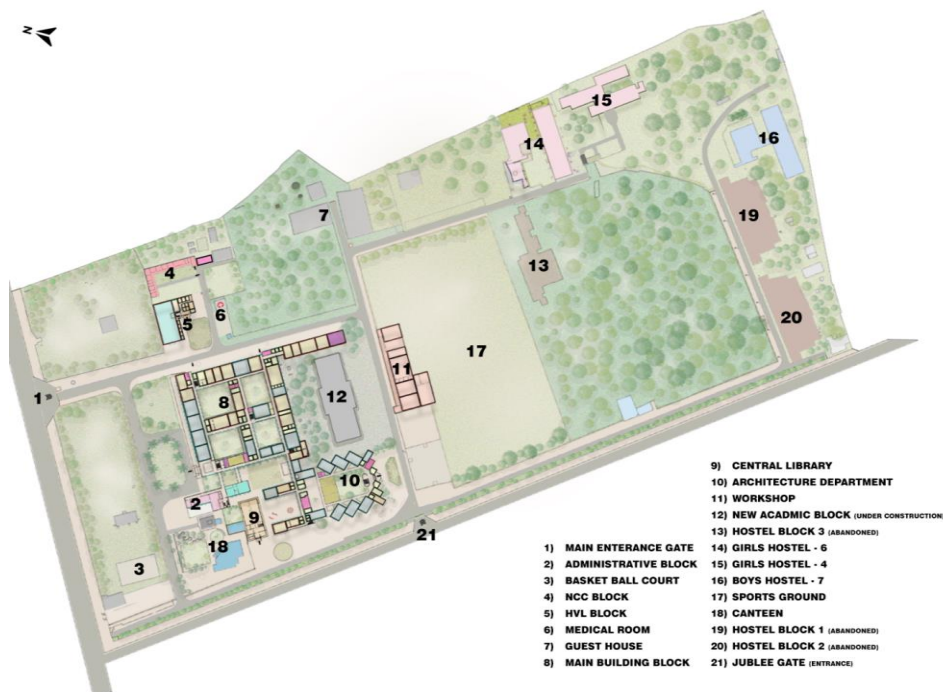 N
15
14
16
7
19
4
13
5
6
20
17
1
11
8
12
10
2
9
21
18
3
1) MAIN ENTERANCE GATE
2) ADMINISTRATIVE BLOCK
3) BASKET BALL COURT
4) NCC BLOCK
5) HVL BLOCK
6) MEDICAL ROOM
7) GUEST HOUSE
8) MAIN BUILDING BLOCK
9) CENTRAL LIBRARY
10) ARCHITECTURE DEPARTMENT
11) WORKSHOP
12) NEW ACADMIC BLOCK (UNDER CONSTRUCTION)
13) HOSTEL BLOCK 3 (ABANDONED)
14) GIRLS HOSTEL - 6
15) GIRLS HOSTEL - 4
16) BOYS HOSTEL - 7
17) SPORTS GROUND
18) CANTEEN
19) HOSTEL BLOCK 1 (ABANDONED)
20) HOSTEL BLOCK 2 (ABANDONED)
21) JUBLEE GATE (ENTRANCE)